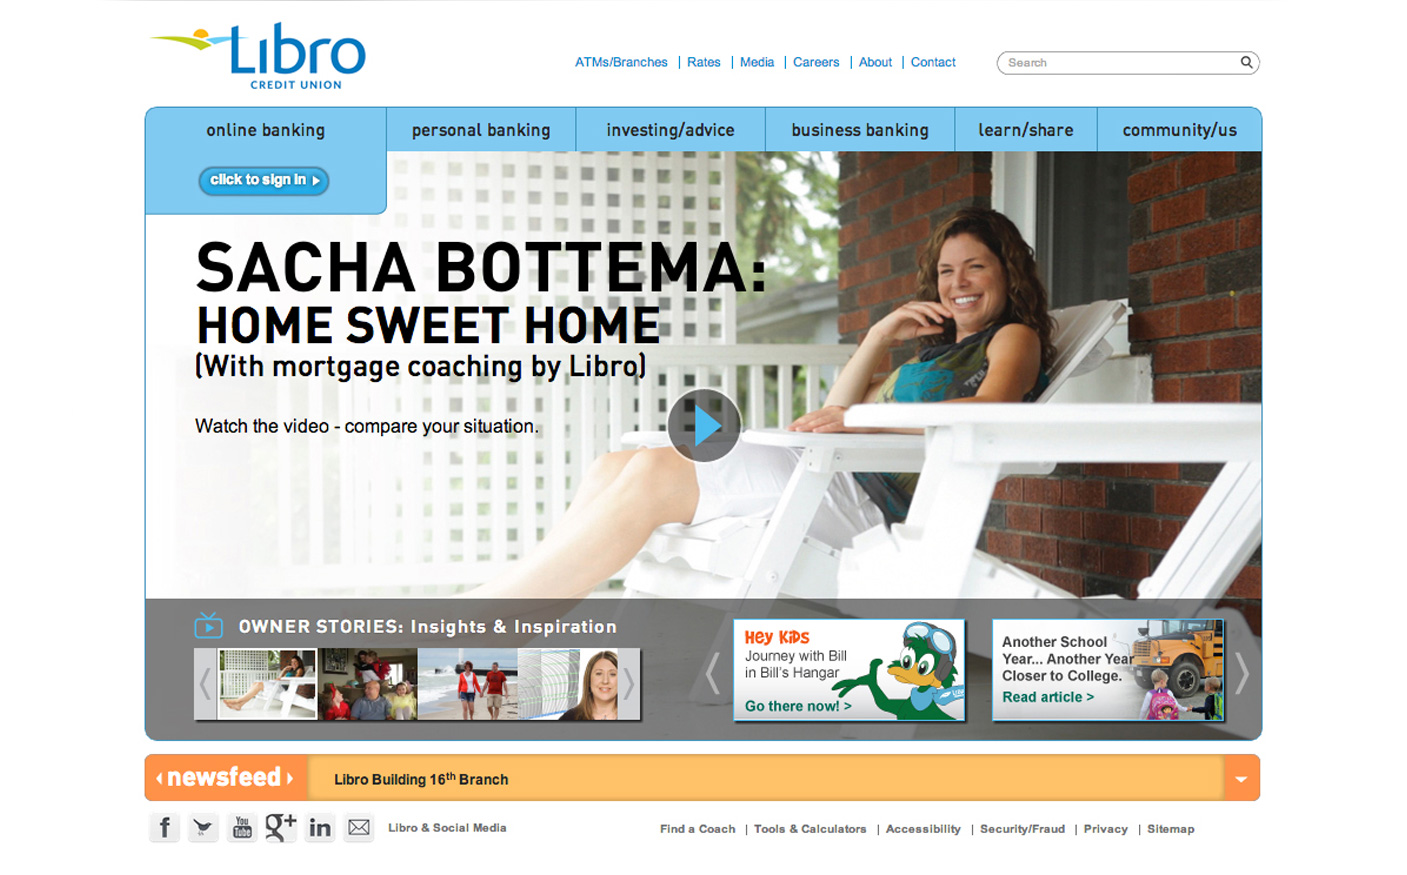 Libro
CREDIT UNION
ATMs/Branches | Rates | Media | Careers | About | Contact
Search
online banking
personal banking
investing/advice
business banking
learn/share
community/us
click to sign in
SACHA BOTTEMA:
HOME SWEET HOME
(With mortgage coaching by Libro)
Watch the video - compare your situation.
OWNER STORIES: Insights & Inspiration
Hey Kids
Journey with Bill
in Bill's Hangar
Go there now! >
Another School
Year... Another Year
Closer to College.
Read article >
newsfeed
Libro Building 16th Branch
f
You
Tube
g+
in
Libro & Social Media
Find a Coach | Tools & Calculators | Accessibility | Security/Fraud | Privacy | Sitemap